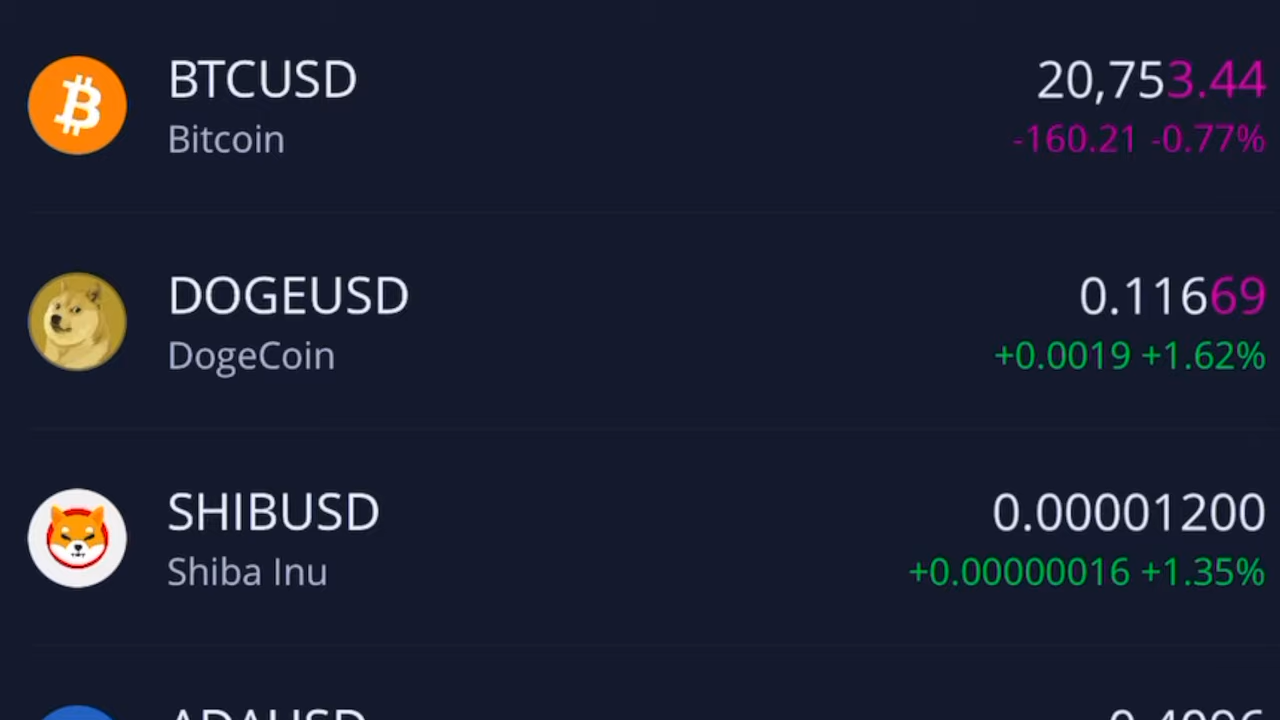 BTCUSD 20,753.44
Bitcoin -160.21 -0.77%
DOGEUSD 0.11669
DogeCoin +0.0019 +1.62%
SHIBUSD 0.00001200
Shiba Inu +0.00000016 +1.35%
ADAUSD